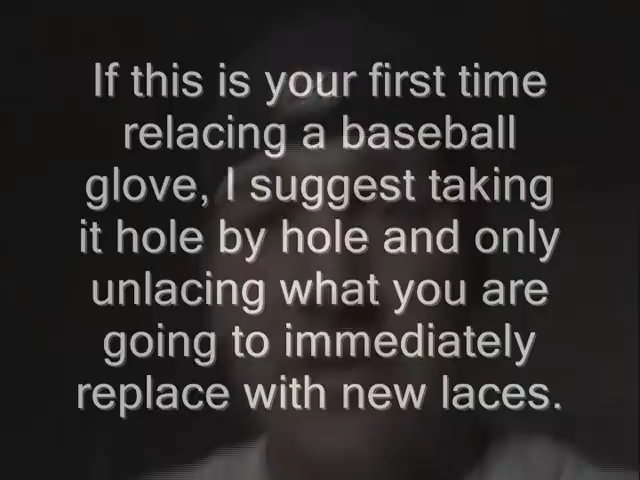 If this is your first time
relacing a baseball
glove, I suggest taking
it hole by hole and only
unlacing what you are
going to immediately
replace with new laces.